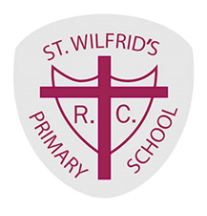 ST. WILFRID'S
R. C.
PRIMARY SCHOOL